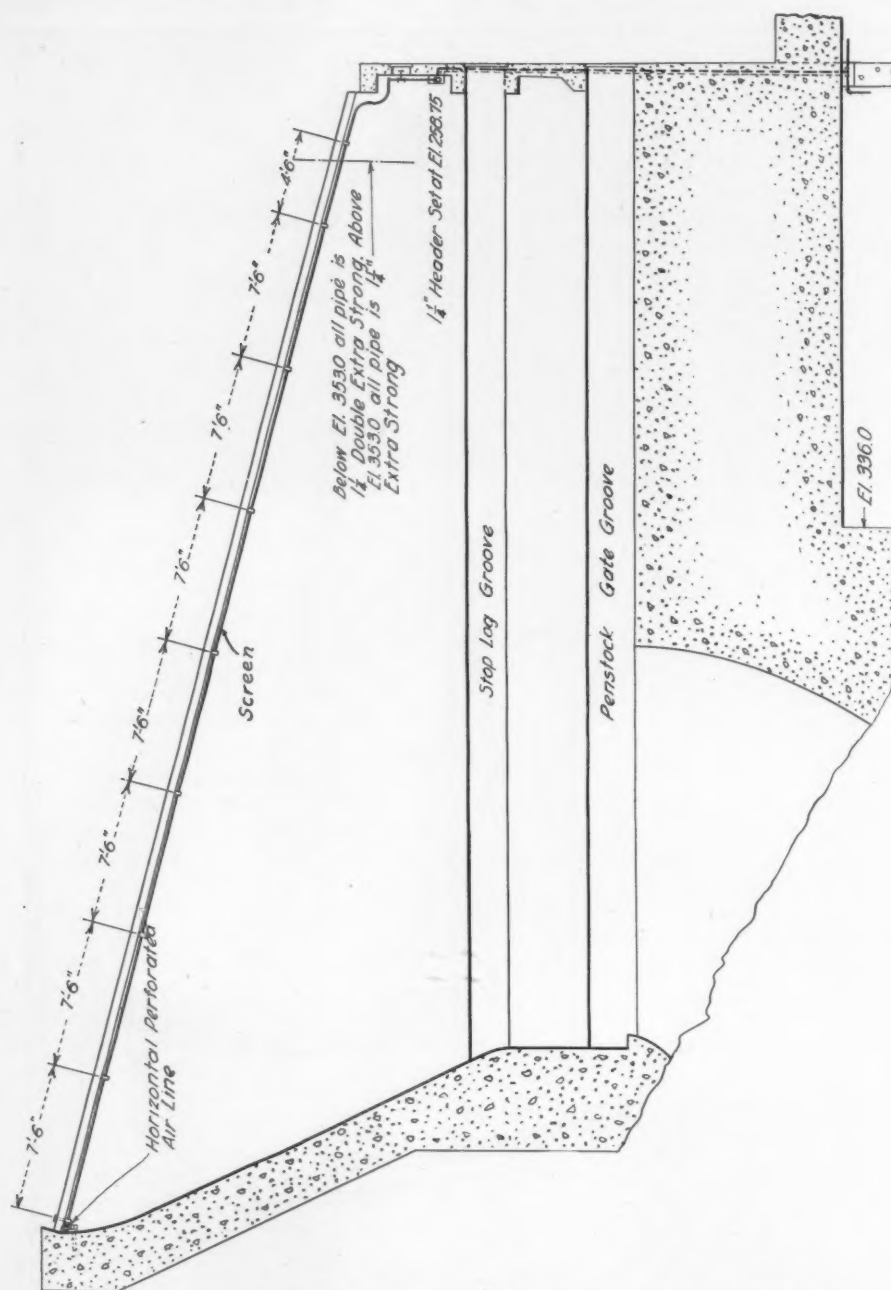 4'6"
7'6"
7'6"
7'6"
7'6"
7'6"
7'6"
7'6"
Below El. 353.0 all pipe is
1¼" Double Extra Strong. Above
El. 353.0 all pipe is 1¼"
Extra Strong
1¼" Header Set at El. 258.75
Screen
Horizontal Perforated
Air Line
Stop Log Groove
Penstock Gate Groove
El. 336.0